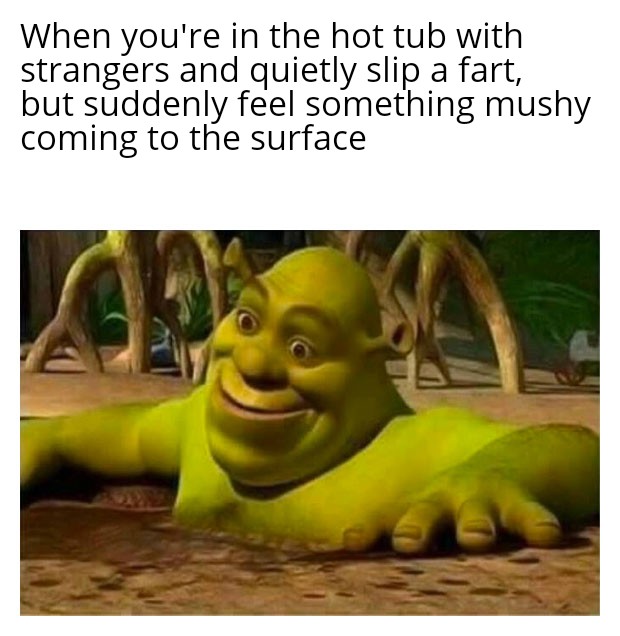 When you're in the hot tub with
strangers and quietly slip a fart,
but suddenly feel something mushy
coming to the surface